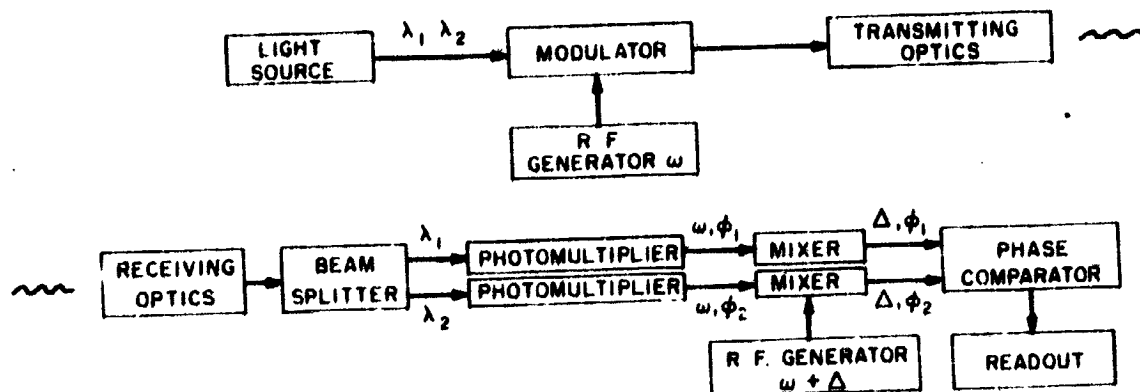 LIGHT
SOURCE
λ₁ λ₂
MODULATOR
TRANSMITTING
OPTICS
R F
GENERATOR ω
RECEIVING
OPTICS
BEAM
SPLITTER
λ₁
λ₂
PHOTOMULTIPLIER
PHOTOMULTIPLIER
ω,ϕ₁
ω,ϕ₂
MIXER
MIXER
Δ,ϕ₁
Δ,ϕ₂
PHASE
COMPARATOR
R F. GENERATOR
ω + Δ
READOUT